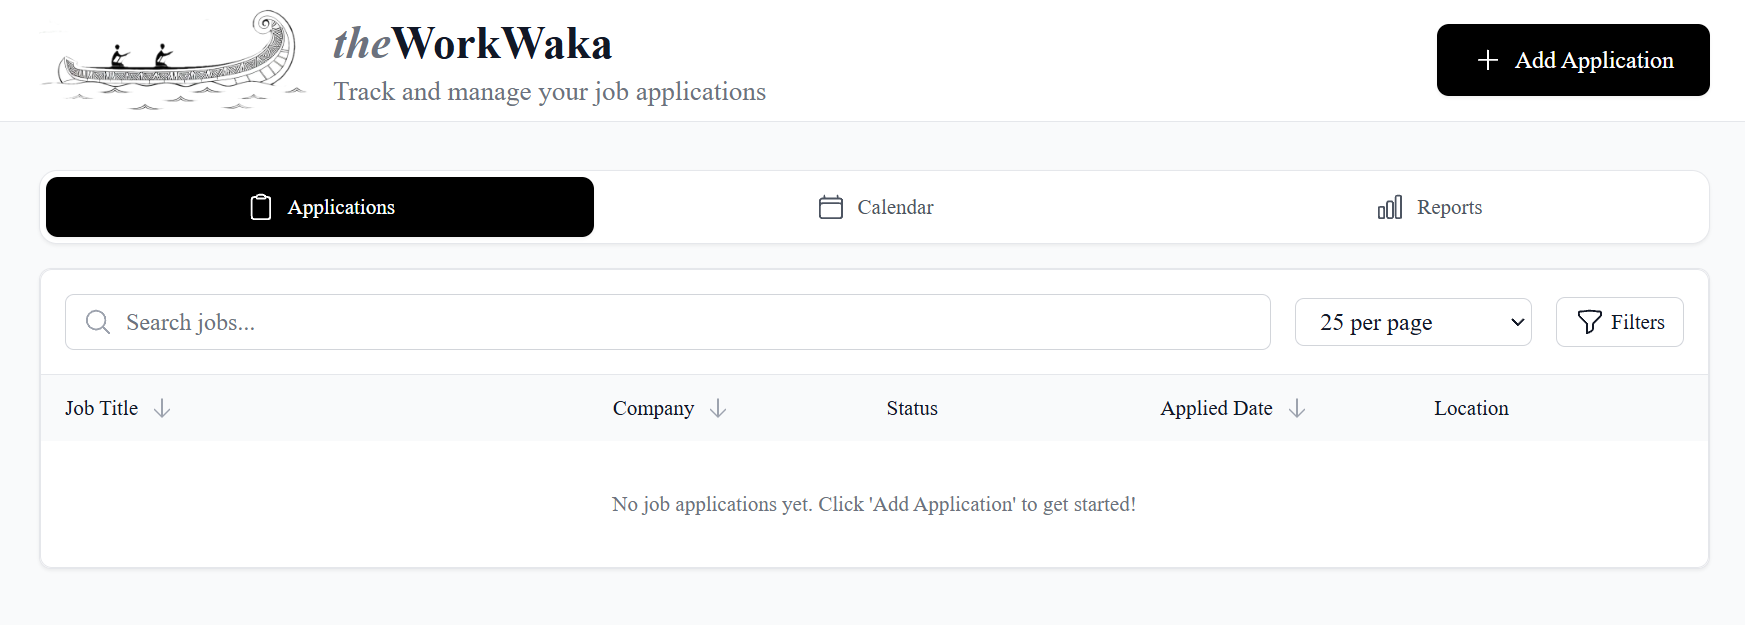 theWorkWaka
Track and manage your job applications
Add Application
Applications
Calendar
Reports
Search jobs...
25 per page
Filters
Job Title
Company
Status
Applied Date
Location
No job applications yet. Click 'Add Application' to get started!